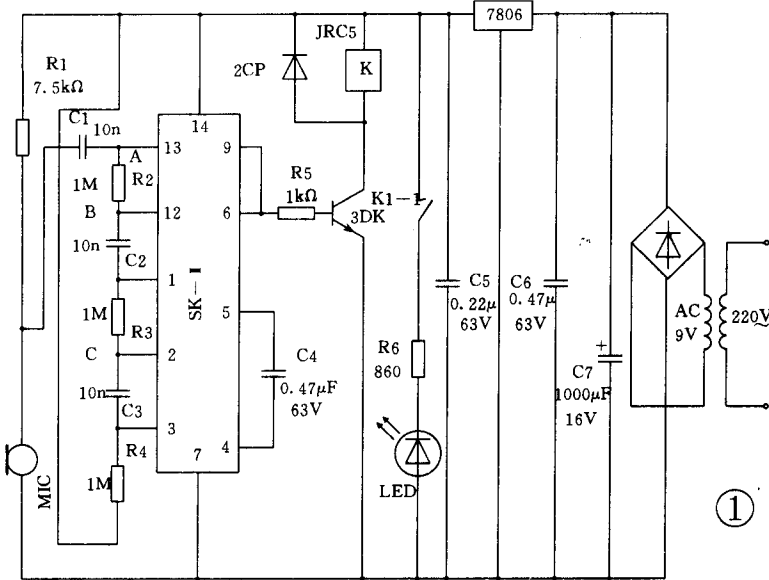 7806
JRC5
R1
7.5kΩ
2CP
K
C1
10n
14
A
13
9
1M
R2
R5
1kΩ
K1-1
B
12
6
3DK
10n
C2
1
SK-1
C5
0.22μ
63V
C6
0.47μ
63V
AC
9V
220V
1M
R3
5
C
2
C4
0.47μF
63V
R6
860
+
C7
1000μF
16V
10n
C3
3
4
R4
7
1M
MIC
LED
①